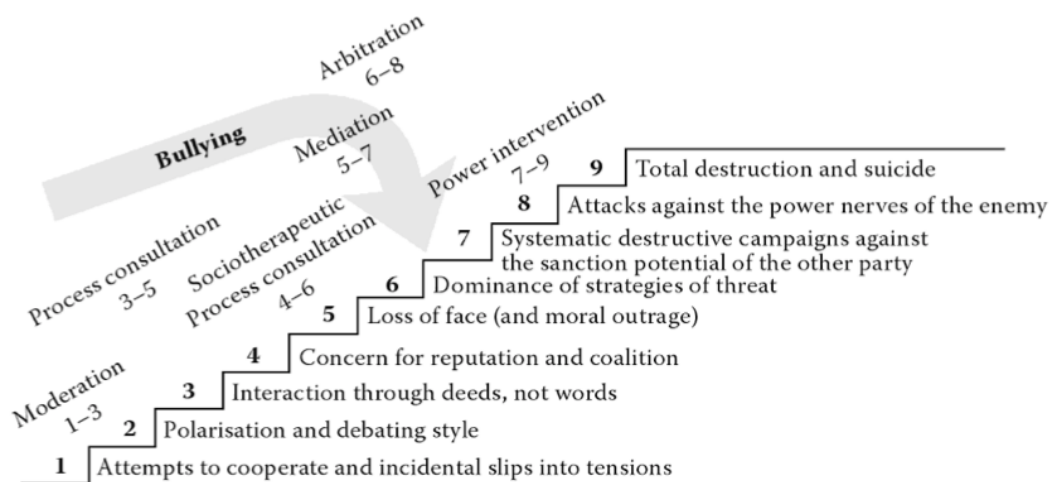 Arbitration
6–8
Bullying
Mediation
5–7
Power intervention
7–9
Process consultation
3–5
Sociotherapeutic
Process consultation
4–6
Moderation
1–3
9 Total destruction and suicide
8 Attacks against the power nerves of the enemy
7 Systematic destructive campaigns against
the sanction potential of the other party
6 Dominance of strategies of threat
5 Loss of face (and moral outrage)
4 Concern for reputation and coalition
3 Interaction through deeds, not words
2 Polarisation and debating style
1 Attempts to cooperate and incidental slips into tensions